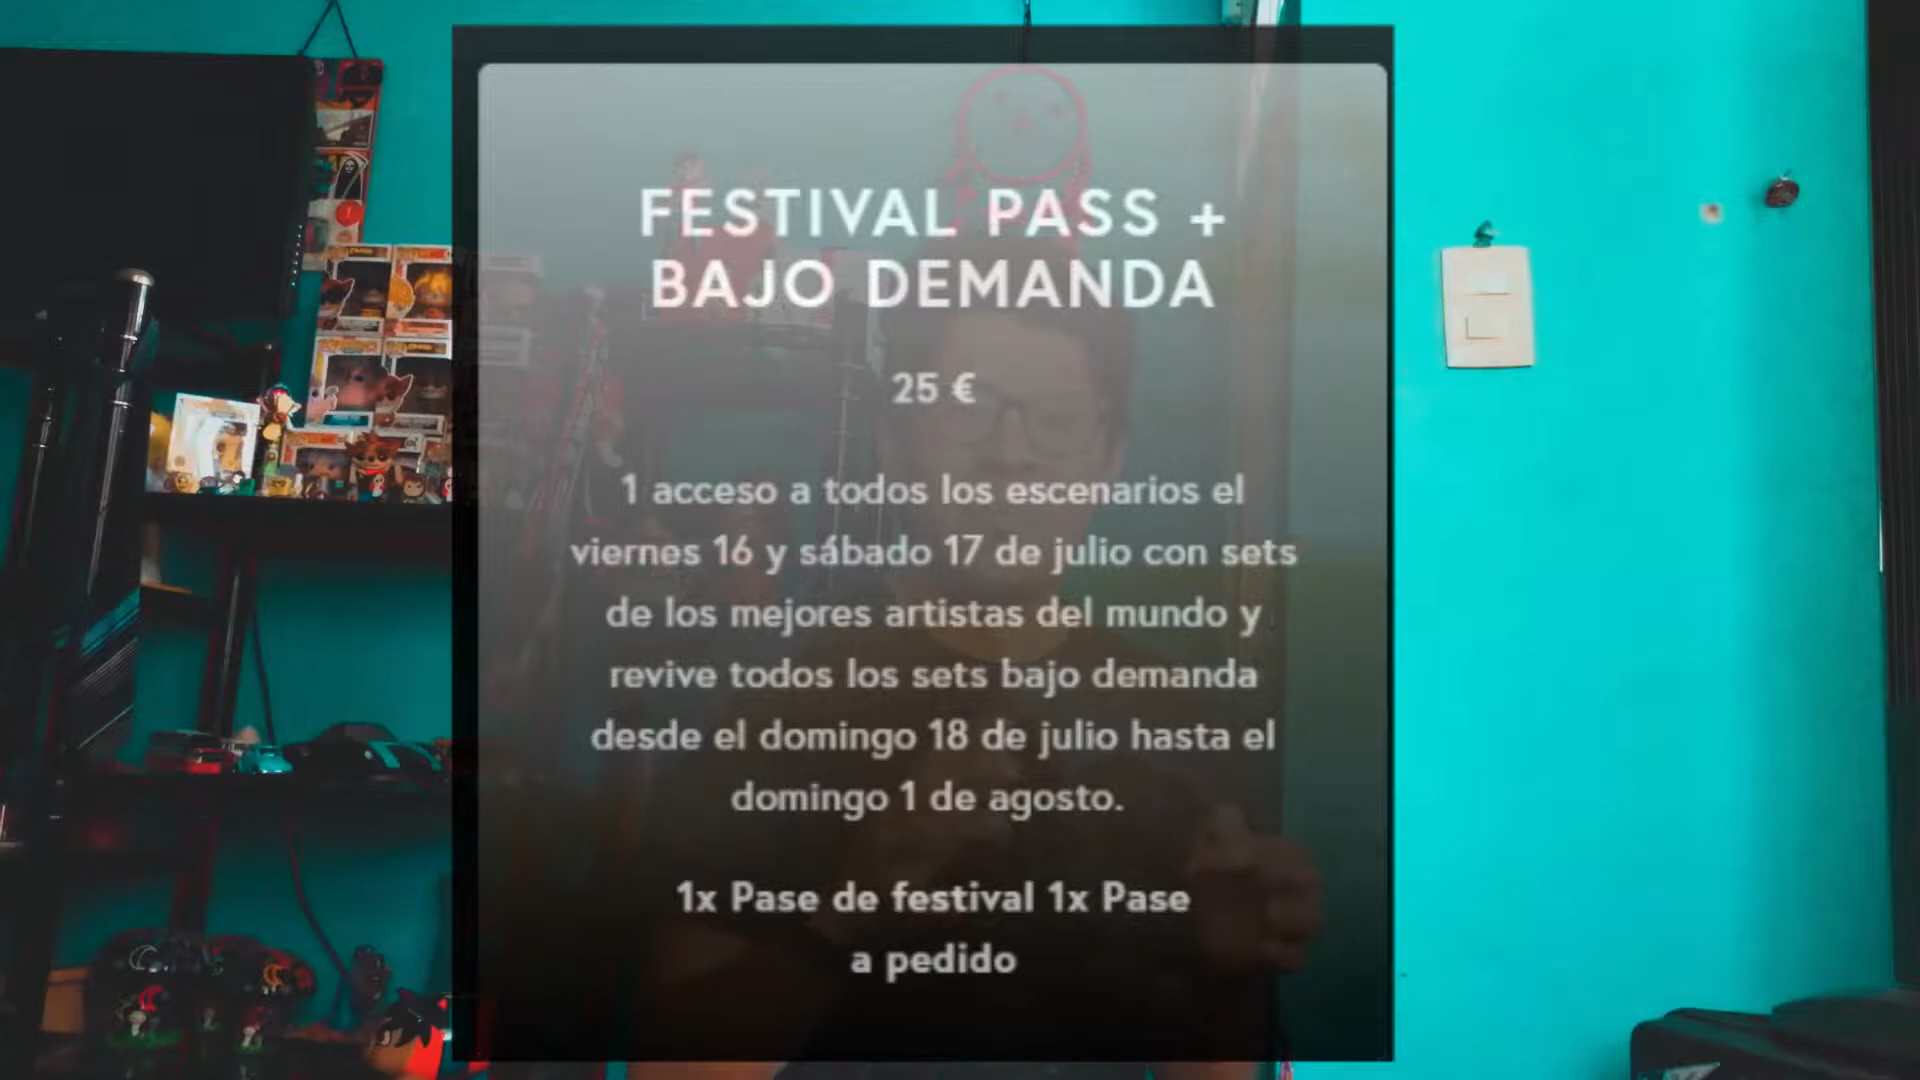 FESTIVAL PASS +
BAJO DEMANDA
25 €
1 acceso a todos los escenarios el
viernes 16 y sábado 17 de julio con sets
de los mejores artistas del mundo y
revive todos los sets bajo demanda
desde el domingo 18 de julio hasta el
domingo 1 de agosto.
1x Pase de festival 1x Pase
a pedido